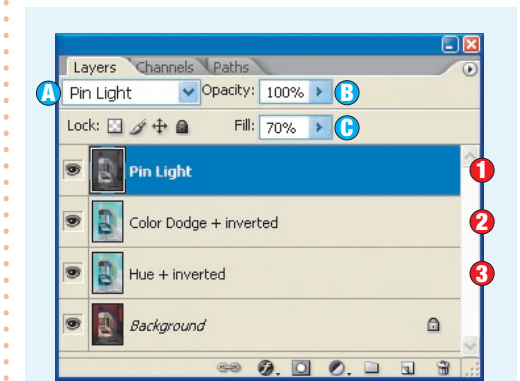 Layers Channels Paths
A Pin Light Opacity: 100% B
Lock: Fill: 70% C
Pin Light 1
Color Dodge + inverted 2
Hue + inverted 3
Background